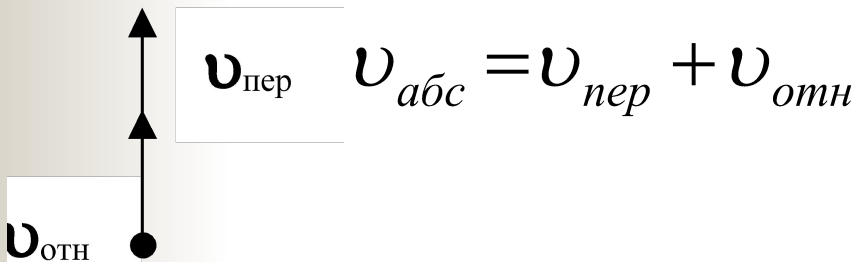 υпер
υабс = υпер + υотн
υотн